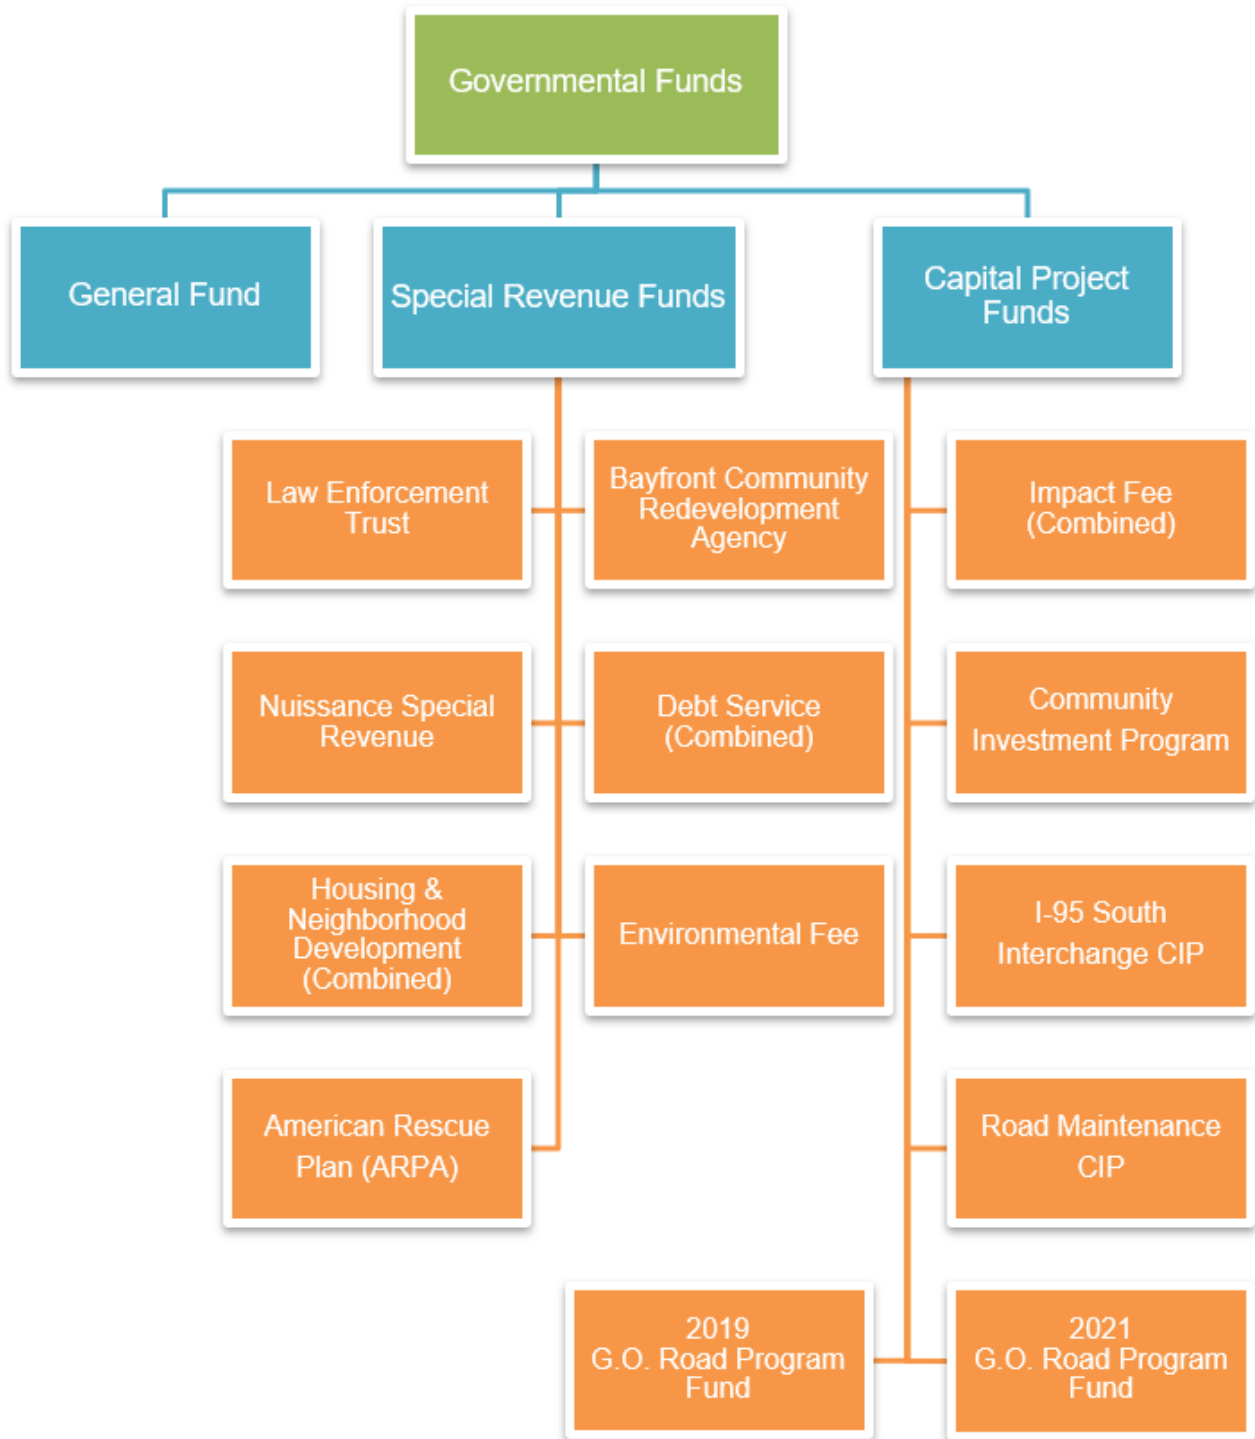 Governmental Funds
General Fund
Special Revenue Funds
Capital Project
Funds
Law Enforcement
Trust
Bayfront Community
Redevelopment
Agency
Impact Fee
(Combined)
Nuissance Special
Revenue
Debt Service
(Combined)
Community
Investment Program
Housing &
Neighborhood
Development
(Combined)
Environmental Fee
I-95 South
Interchange CIP
American Rescue
Plan (ARPA)
Road Maintenance
CIP
2019
G.O. Road Program
Fund
2021
G.O. Road Program
Fund